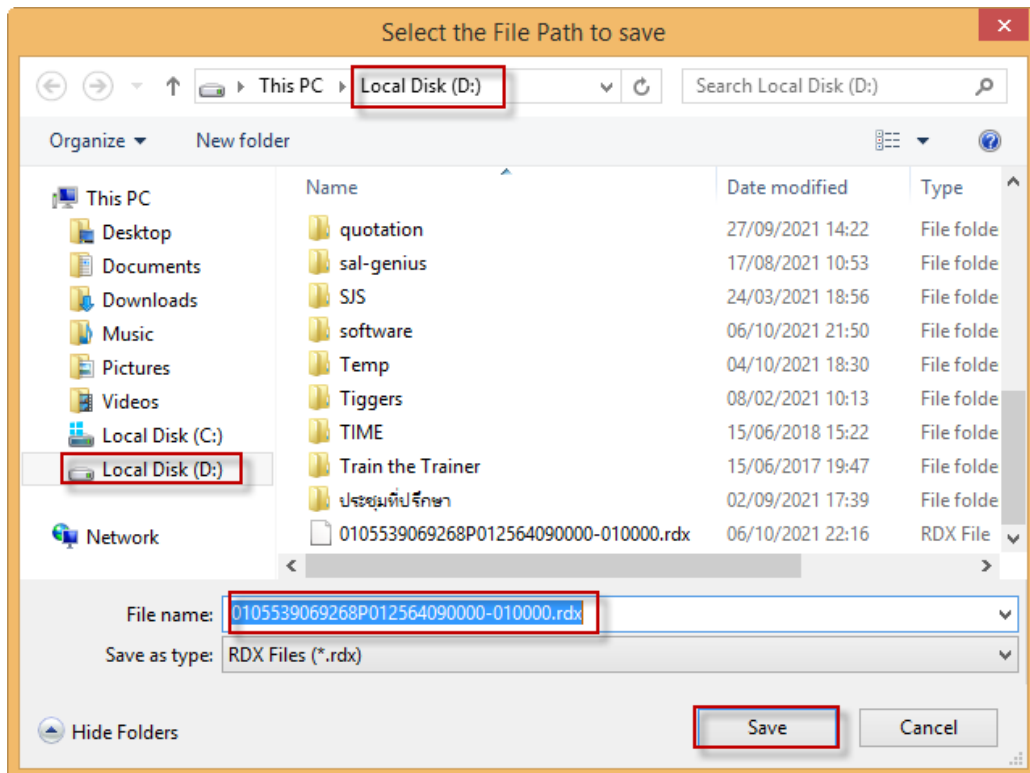 Select the File Path to save
This PC Local Disk (D:) Search Local Disk (D:)
Organize New folder
Name Date modified Type
This PC
Desktop
Documents
Downloads
Music
Pictures
Videos
Local Disk (C:)
Local Disk (D:)
Network
quotation 27/09/2021 14:22 File folde
sal-genius 17/08/2021 10:53 File folde
SJS 24/03/2021 18:56 File folde
software 06/10/2021 21:50 File folde
Temp 04/10/2021 18:30 File folde
Tiggers 08/02/2021 10:13 File folde
TIME 15/06/2018 15:22 File folde
Train the Trainer 15/06/2017 19:47 File folde
ประชุมที่ปรึกษา 02/09/2021 17:39 File folde
0105539069268P012564090000-010000.rdx 06/10/2021 22:16 RDX File
File name: 0105539069268P012564090000-010000.rdx
Save as type: RDX Files (*.rdx)
Hide Folders Save Cancel